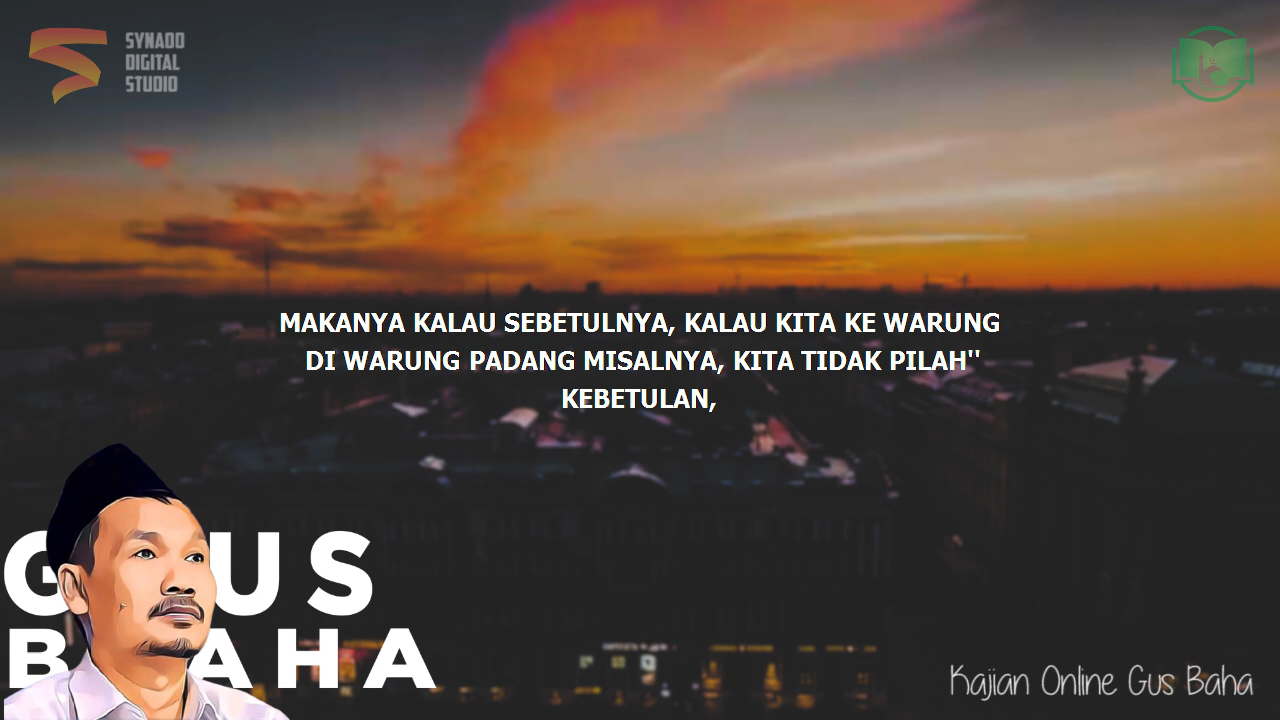 SYNADO
DIGITAL
STUDIO
MAKANYA KALAU SEBETULNYA, KALAU KITA KE WARUNG
DI WARUNG PADANG MISALNYA, KITA TIDAK PILAH''
KEBETULAN,
GUS
BAHA
Kajian Online Gus Baha